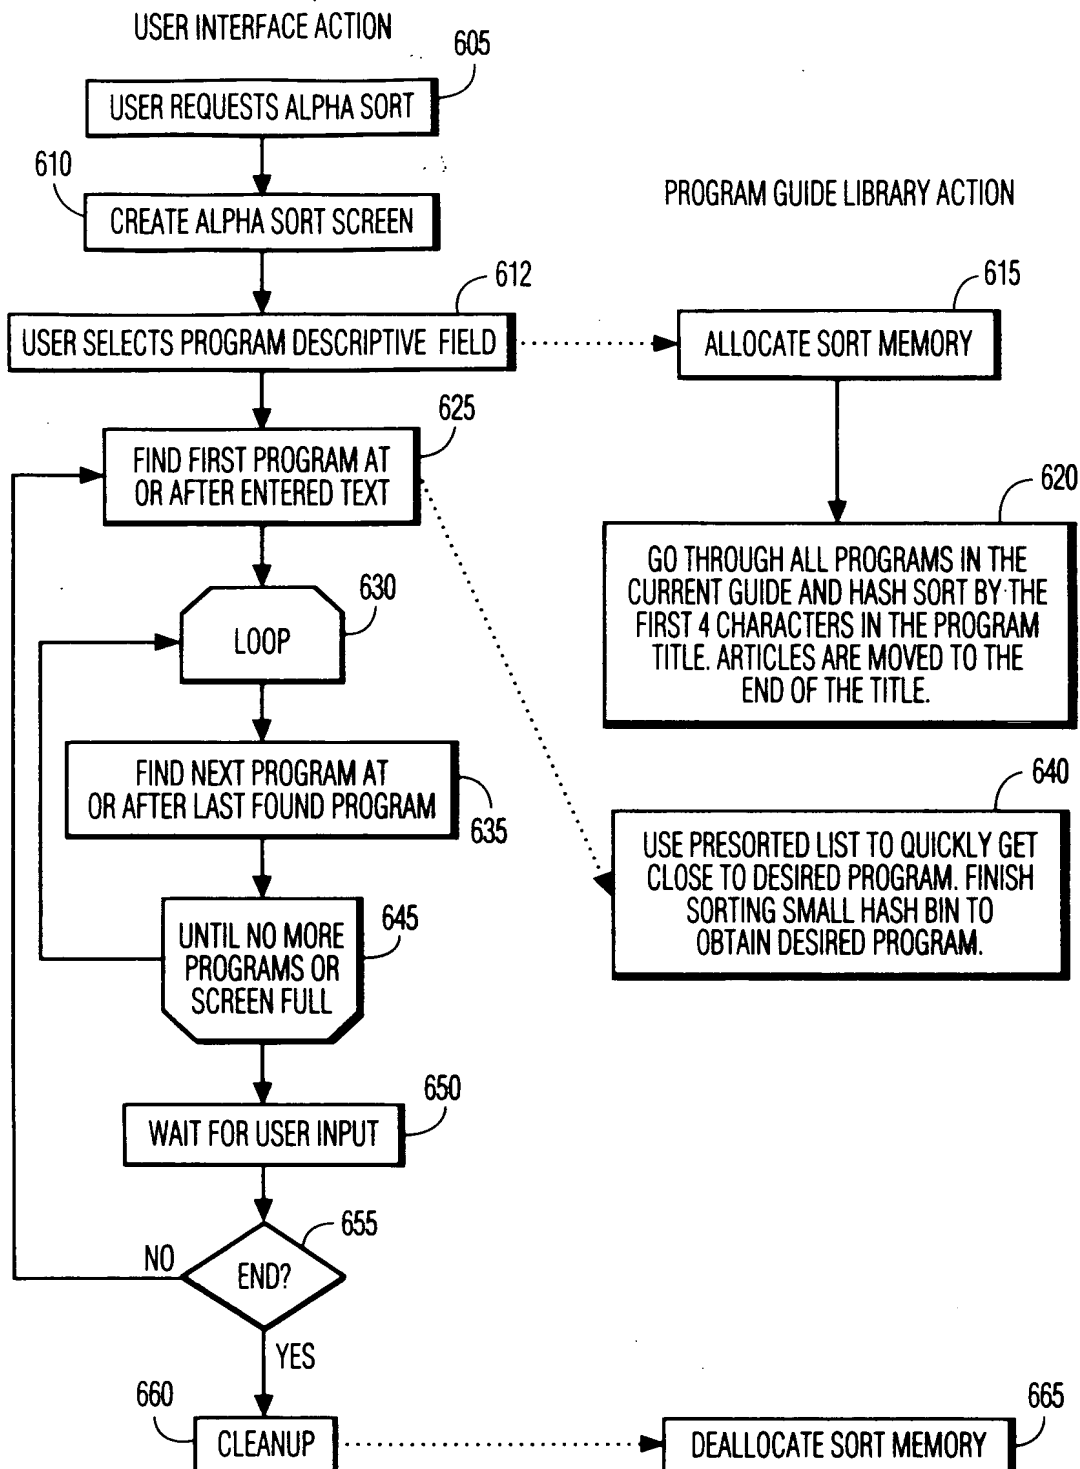 USER INTERFACE ACTION
605
USER REQUESTS ALPHA SORT
610
CREATE ALPHA SORT SCREEN
PROGRAM GUIDE LIBRARY ACTION
612
USER SELECTS PROGRAM DESCRIPTIVE FIELD
615
ALLOCATE SORT MEMORY
625
FIND FIRST PROGRAM AT
OR AFTER ENTERED TEXT
620
GO THROUGH ALL PROGRAMS IN THE
CURRENT GUIDE AND HASH SORT BY THE
FIRST 4 CHARACTERS IN THE PROGRAM
TITLE. ARTICLES ARE MOVED TO THE
END OF THE TITLE.
630
LOOP
FIND NEXT PROGRAM AT
OR AFTER LAST FOUND PROGRAM
635
640
USE PRESORTED LIST TO QUICKLY GET
CLOSE TO DESIRED PROGRAM. FINISH
SORTING SMALL HASH BIN TO
OBTAIN DESIRED PROGRAM.
645
UNTIL NO MORE
PROGRAMS OR
SCREEN FULL
650
WAIT FOR USER INPUT
655
END?
NO
YES
660
CLEANUP
665
DEALLOCATE SORT MEMORY